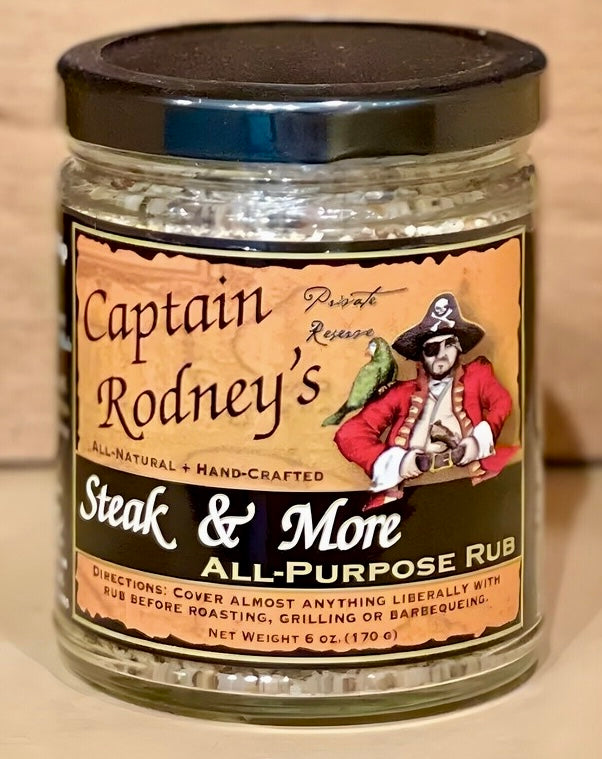 Captain
Rodney's
Private
Reserve
All-Natural + Hand-Crafted
Steak & More
All-Purpose Rub
Directions: Cover almost anything liberally with
rub before roasting, grilling or barbequeing.
Net Weight 6 oz. (170 g)